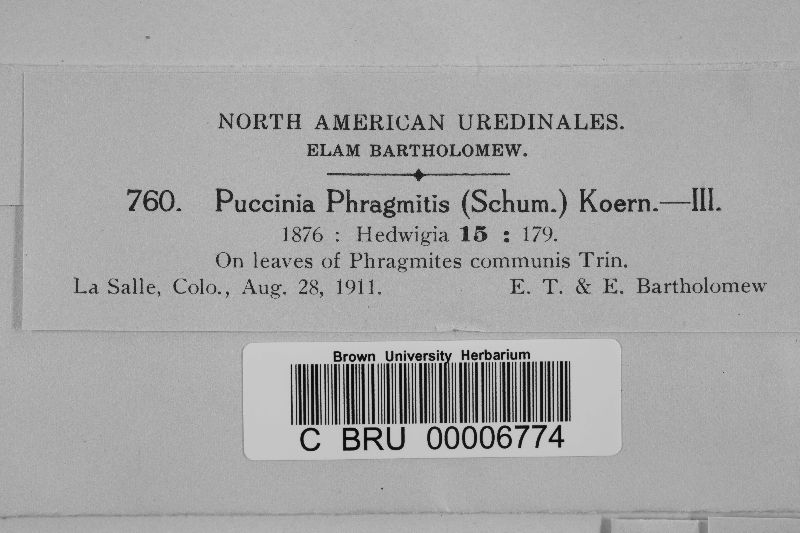 NORTH AMERICAN UREDINALES.
ELAM BARTHOLOMEW.
760. Puccinia Phragmitis (Schum.) Koern.—III.
1876 : Hedwigia 15 : 179.
On leaves of Phragmites communis Trin.
La Salle, Colo., Aug. 28, 1911. E. T. & E. Bartholomew
Brown University Herbarium
C BRU 00006774